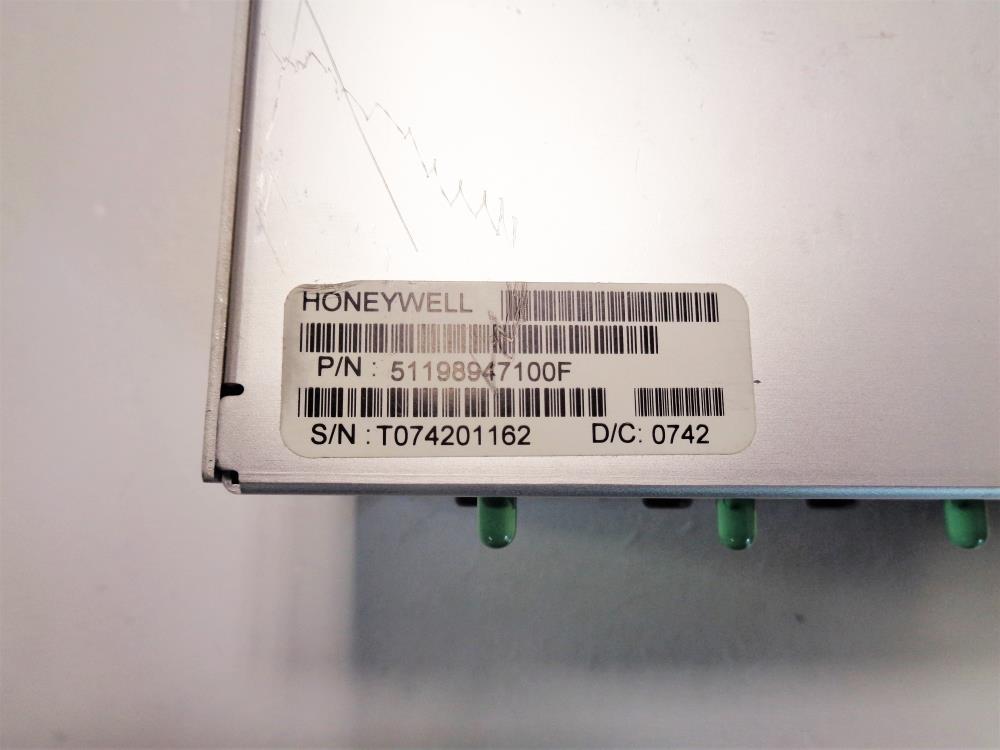 HONEYWELL
P/N : 51198947100F
S/N : T074201162 D/C: 0742